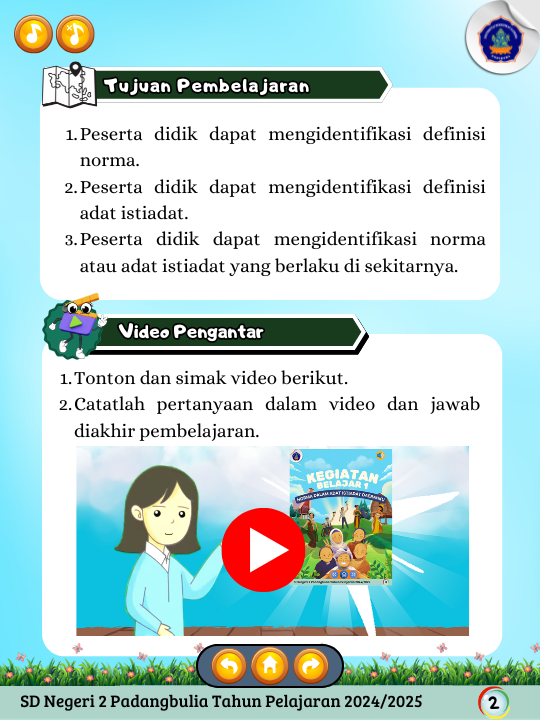 Tujuan Pembelajaran
1. Peserta didik dapat mengidentifikasi definisi
norma.
2. Peserta didik dapat mengidentifikasi definisi
adat istiadat.
3. Peserta didik dapat mengidentifikasi norma
atau adat istiadat yang berlaku di sekitarnya.
Video Pengantar
1. Tonton dan simak video berikut.
2. Catatlah pertanyaan dalam video dan jawab
diakhir pembelajaran.
KEGIATAN
BELAJAR 1
NORMA DALAM ADAT ISTIADAT DAERAHKU
SD Negeri 2 Padangbulia Tahun Pelajaran 2024/2025
2